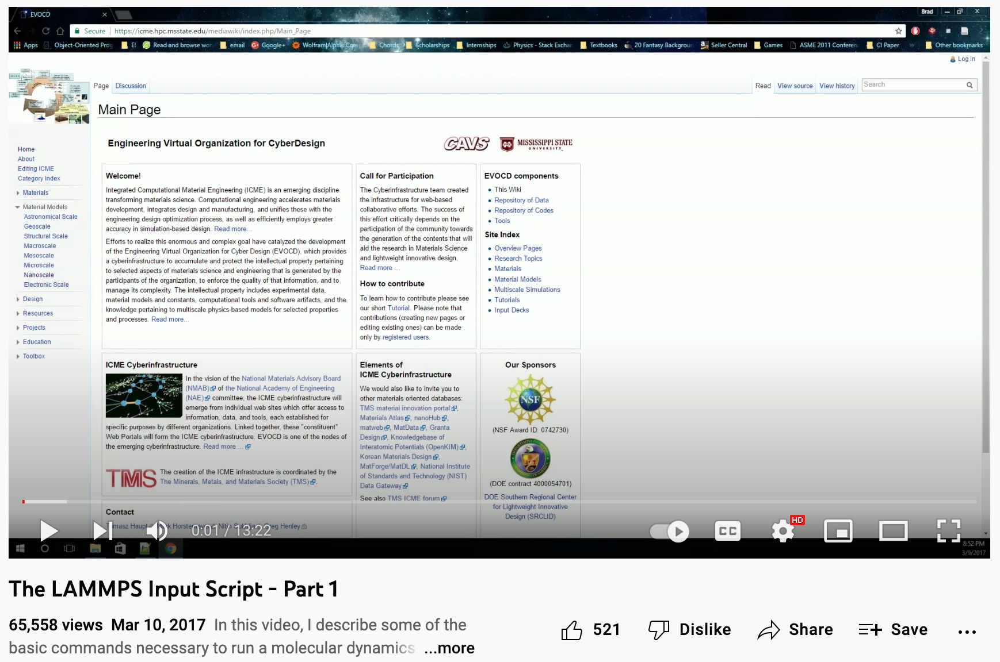 EVOCD
Brad
Secure https://icme.hpc.msstate.edu/mediawiki/index.php/Main_Page
Apps Object-Oriented Prog E! Read and browse wor email Google+ Wolfram|Alpha: Comp Chords Scholarships Internships Physics - Stack Exchan Textbooks 20 Fantasy Backgroun Seller Central Games ASME 2011 Conferen CI Paper » Other bookmarks
Log in
Page Discussion Read View source View history Search
Main Page
Engineering Virtual Organization for CyberDesign
CAVS MISSISSIPPI STATE
UNIVERSITY
Home
About
Editing ICME
Category Index
Materials
Material Models
Astronomical Scale
Geoscale
Structural Scale
Macroscale
Mesoscale
Microscale
Nanoscale
Electronic Scale
Design
Resources
Projects
Education
Toolbox
Welcome!
Integrated Computational Material Engineering (ICME) is an emerging discipline
transforming materials science. Computational engineering accelerates materials
development, integrates design and manufacturing, and unifies these with the
engineering design optimization process, as well as efficiently employs greater
accuracy in simulation-based design. Read more...
Efforts to realize this enormous and complex goal have catalyzed the development
of the Engineering Virtual Organization for Cyber Design (EVOCD), which provides
a cyberinfrastructure to accumulate and protect the intellectual property pertaining
to selected aspects of materials science and engineering that is generated by the
participants of the organization, to enforce the quality of that information, and to
manage its complexity. The intellectual property includes experimental data,
material models and constants, computational tools and software artifacts, and the
knowledge pertaining to multiscale physics-based models for selected properties
and processes. Read more...
Call for Participation
The Cyberinfrastructure team created
the infrastructure for web-based
collaborative efforts. The success of
this effort critically depends on the
participation of the community towards
the generation of the contents that will
aid the research in Materials Science
and lightweight innovative design.
Read more ...
How to contribute
To learn how to contribute please see
our short Tutorial. Please note that
contributions (creating new pages or
editing existing ones) can be made
only by registered users.
EVOCD components
This Wiki
Repository of Data
Repository of Codes
Tools
Site Index
Overview Pages
Research Topics
Materials
Material Models
Multiscale Simulations
Tutorials
Input Decks
ICME Cyberinfrastructure
In the vision of the National Materials Advisory Board
(NMAB) of the National Academy of Engineering
(NAE) committee, the ICME cyberinfrastructure will
emerge from individual web sites which offer access to
information, data, and tools, each established for
specific purposes by different organizations. Linked together, these "constituent"
Web Portals will form the ICME cyberinfrastructure. EVOCD is one of the nodes of
the emerging cyberinfrastructure. Read more ...
TMS
The creation of the ICME infrastructure is coordinated by the
The Minerals, Metals, and Materials Society (TMS).
Elements of
ICME Cyberinfrastructure
We would also like to invite you to
other materials oriented databases:
TMS material innovation portal,
Materials Atlas, nanoHub,
matweb, MatData, Granta
Design, Knowledgebase of
Interatomic Potentials (OpenKIM),
Korean Materials Design,
MatForge/MatDL, National Institute
of Standards and Technology (NIST)
Data Gateway
See also TMS ICME forum
Our Sponsors
NSF
(NSF Award ID: 0742730)
(DOE contract 4000054701)
DOE Southern Regional Center
for Lightweight Innovative
Design (SRCLID)
Contact
Tomasz Haupt Mark Horstemeyer Nitin Greg Henley
0:01 / 13:22
CC HD
8:52 PM
3/9/2017
The LAMMPS Input Script - Part 1
65,558 views Mar 10, 2017 In this video, I describe some of the
basic commands necessary to run a molecular dynamics ...more
521 Dislike Share Save